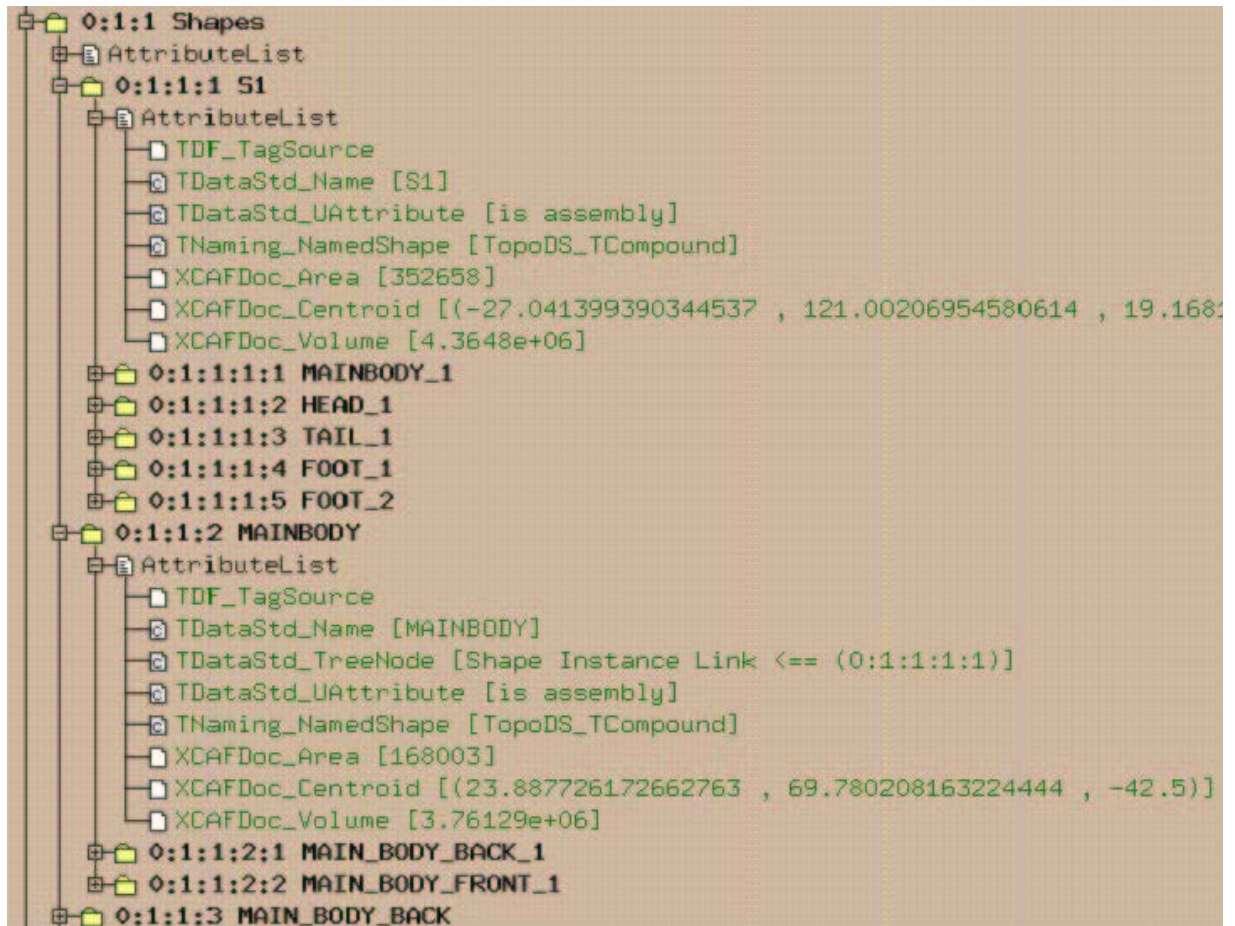 0:1:1 Shapes
AttributeList
0:1:1:1 S1
AttributeList
TDF_TagSource
TDataStd_Name [S1]
TDataStd_UAttribute [is assembly]
TNaming_NamedShape [TopoDS_TCompound]
XCAFDoc_Area [352658]
XCAFDoc_Centroid [(-27.041399390344537 , 121.00206954580614 , 19.1681
XCAFDoc_Volume [4.3648e+06]
0:1:1:1:1 MAINBODY_1
0:1:1:1:2 HEAD_1
0:1:1:1:3 TAIL_1
0:1:1:1:4 FOOT_1
0:1:1:1:5 FOOT_2
0:1:1:2 MAINBODY
AttributeList
TDF_TagSource
TDataStd_Name [MAINBODY]
TDataStd_TreeNode [Shape Instance Link <== (0:1:1:1:1)]
TDataStd_UAttribute [is assembly]
TNaming_NamedShape [TopoDS_TCompound]
XCAFDoc_Area [168003]
XCAFDoc_Centroid [(23.887726172662763 , 69.780208163224444 , -42.5)]
XCAFDoc_Volume [3.76129e+06]
0:1:1:2:1 MAIN_BODY_BACK_1
0:1:1:2:2 MAIN_BODY_FRONT_1
0:1:1:3 MAIN_BODY_BACK